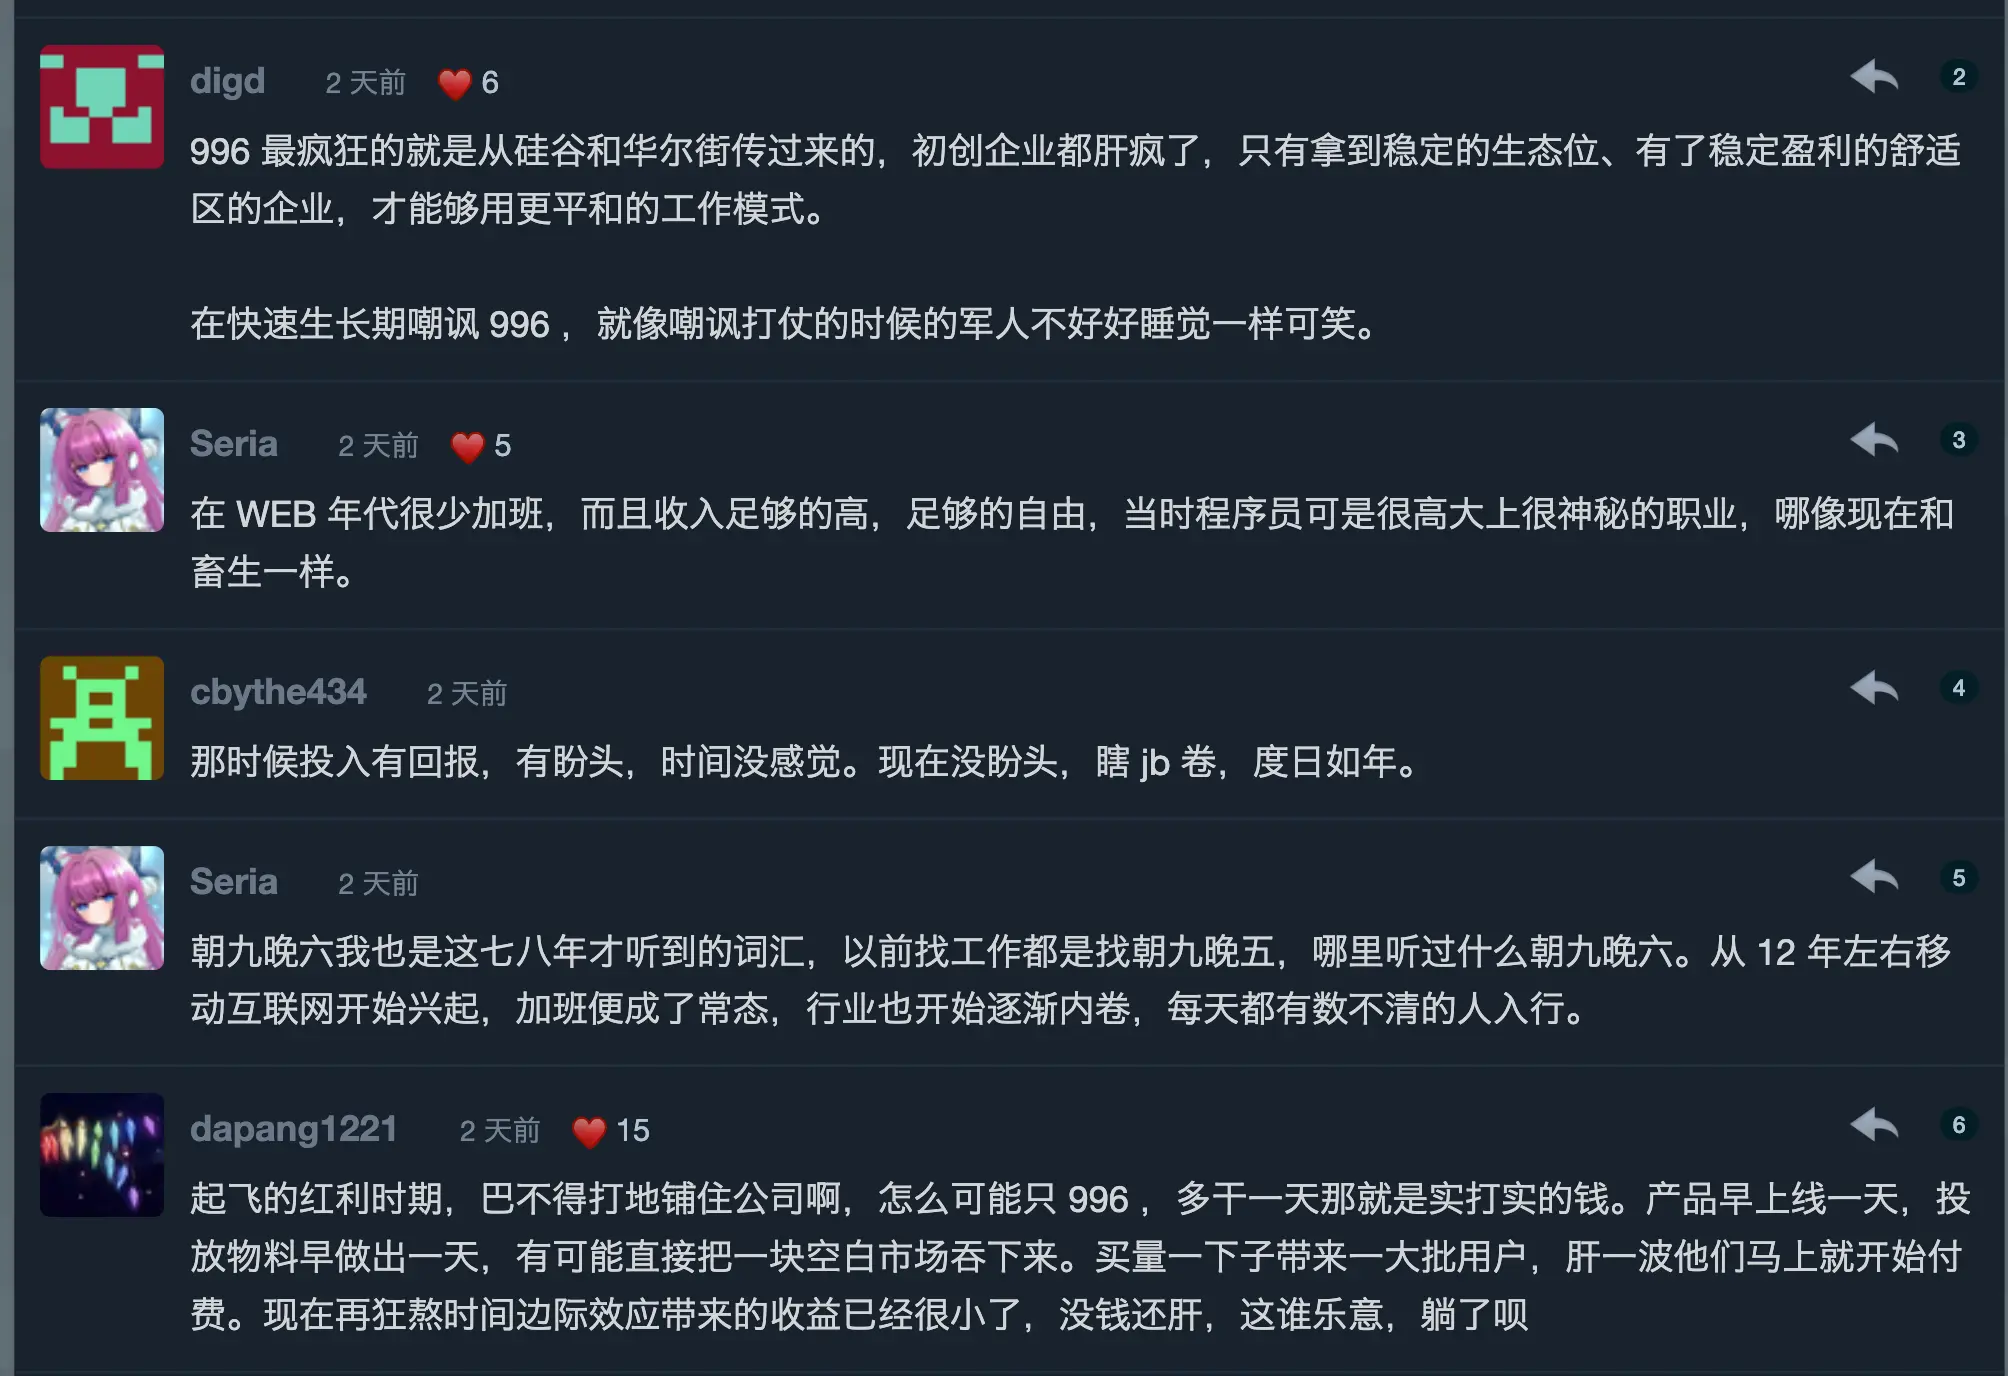 digd 2 天前 ❤️ 6 2
996 最疯狂的就是从硅谷和华尔街传过来的，初创企业都肝疯了，只有拿到稳定的生态位、有了稳定盈利的舒适
区的企业，才能够用更平和的工作模式。
在快速生长期嘲讽 996 ，就像嘲讽打仗的时候的军人不好好睡觉一样可笑。
Seria 2 天前 ❤️ 5 3
在 WEB 年代很少加班，而且收入足够的高，足够的自由，当时程序员可是很高大上很神秘的职业，哪像现在和
畜生一样。
cbythe434 2 天前 4
那时候投入有回报，有盼头，时间没感觉。现在没盼头，瞎 jb 卷，度日如年。
Seria 2 天前 5
朝九晚六我也是这七八年才听到的词汇，以前找工作都是找朝九晚五，哪里听过什么朝九晚六。从 12 年左右移
动互联网开始兴起，加班便成了常态，行业也开始逐渐内卷，每天都有数不清的人入行。
dapang1221 2 天前 ❤️ 15 6
起飞的红利时期，巴不得打地铺住公司啊，怎么可能只 996 ，多干一天那就是实打实的钱。产品早上线一天，投
放物料早做出一天，有可能直接把一块空白市场吞下来。买量一下子带来一大批用户，肝一波他们马上就开始付
费。现在再狂熬时间边际效应带来的收益已经很小了，没钱还肝，这谁乐意，躺了呗